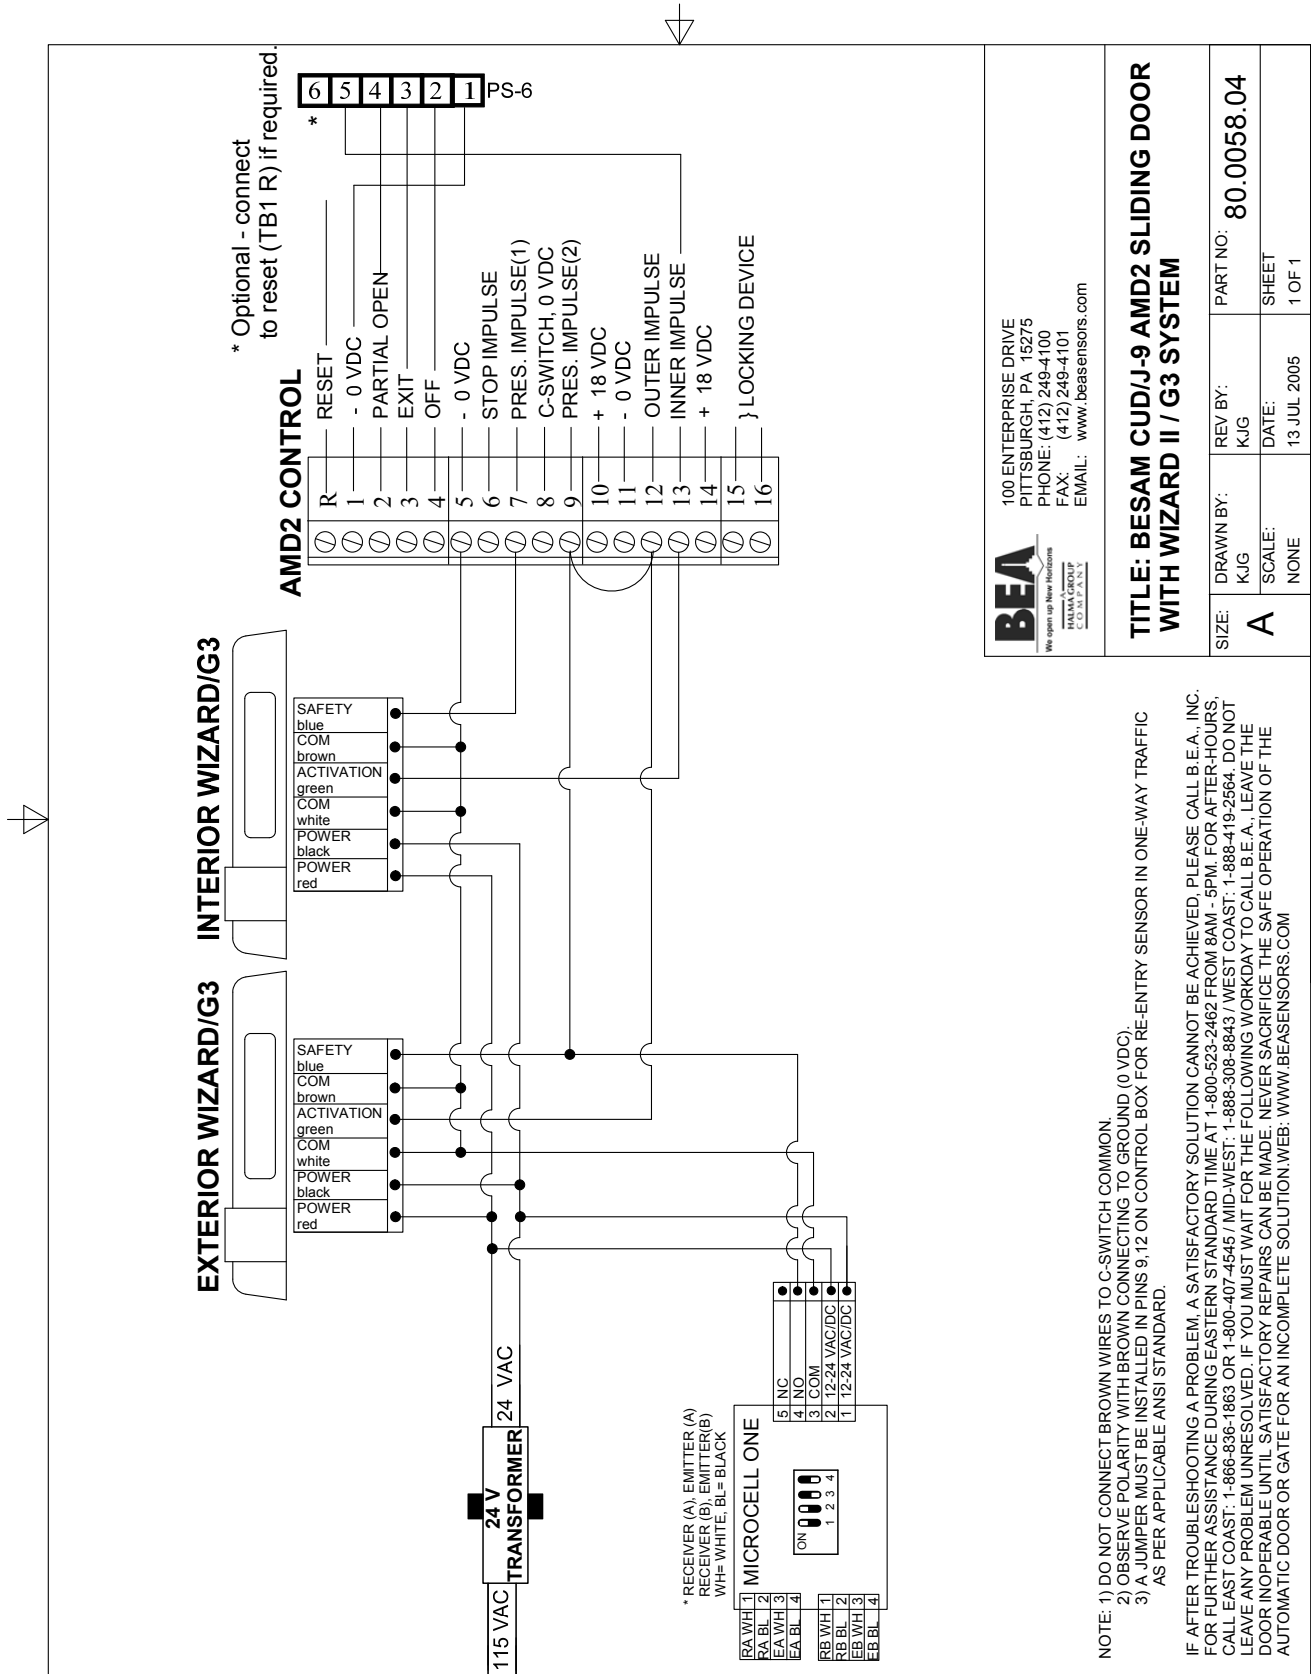 * Optional - connect
to reset (TB1 R) if required.
6
5
4
3
2
1
PS-6
*
AMD2 CONTROL
R RESET
1 - 0 VDC
2 PARTIAL OPEN
3 EXIT
4 OFF
5 - 0 VDC
6 STOP IMPULSE
7 PRES. IMPULSE(1)
8 C-SWITCH, 0 VDC
9 PRES. IMPULSE(2)
10 + 18 VDC
11 - 0 VDC
12 OUTER IMPULSE
13 INNER IMPULSE
14 + 18 VDC
15 } LOCKING DEVICE
16
INTERIOR WIZARD/G3
SAFETY
blue
COM
brown
ACTIVATION
green
COM
white
POWER
black
POWER
red
EXTERIOR WIZARD/G3
SAFETY
blue
COM
brown
ACTIVATION
green
COM
white
POWER
black
POWER
red
115 VAC
24 V
TRANSFORMER
24 VAC
* RECEIVER (A), EMITTER (A)
RECEIVER (B), EMITTER(B)
WH= WHITE, BL= BLACK
MICROCELL ONE
RA WH 1
RA BL 2
EA WH 3
EA BL 4
RB WH 1
RB BL 2
EB WH 3
EB BL 4
ON
1 2 3 4
5 NC
4 NO
3 COM
2 12-24 VAC/DC
1 12-24 VAC/DC
NOTE: 1) DO NOT CONNECT BROWN WIRES TO C-SWITCH COMMON.
2) OBSERVE POLARITY WITH BROWN CONNECTING TO GROUND (0 VDC).
3) A JUMPER MUST BE INSTALLED IN PINS 9,12 ON CONTROL BOX FOR RE-ENTRY SENSOR IN ONE-WAY TRAFFIC
AS PER APPLICABLE ANSI STANDARD.
IF AFTER TROUBLESHOOTING A PROBLEM, A SATISFACTORY SOLUTION CANNOT BE ACHIEVED, PLEASE CALL B.E.A., INC.
FOR FURTHER ASSISTANCE DURING EASTERN STANDARD TIME AT 1-800-523-2462 FROM 8AM - 5PM. FOR AFTER-HOURS,
CALL EAST COAST: 1-866-836-1863 OR 1-800-407-4545 / MID-WEST: 1-888-308-8843 / WEST COAST: 1-888-419-2564. DO NOT
LEAVE ANY PROBLEM UNRESOLVED. IF YOU MUST WAIT FOR THE FOLLOWING WORKDAY TO CALL B.E.A., LEAVE THE
DOOR INOPERABLE UNTIL SATISFACTORY REPAIRS CAN BE MADE. NEVER SACRIFICE THE SAFE OPERATION OF THE
AUTOMATIC DOOR OR GATE FOR AN INCOMPLETE SOLUTION.WEB: WWW.BEASENSORS.COM
BEA
We open up New Horizons
A
HALMA GROUP
COMPANY
100 ENTERPRISE DRIVE
PITTSBURGH, PA 15275
PHONE: (412) 249-4100
FAX: (412) 249-4101
EMAIL: www.beasensors.com
TITLE: BESAM CUD/J-9 AMD2 SLIDING DOOR
WITH WIZARD II / G3 SYSTEM
SIZE:
A
DRAWN BY:
KJG
REV BY:
KJG
PART NO:
80.0058.04
SCALE:
NONE
DATE:
13 JUL 2005
SHEET
1 OF 1